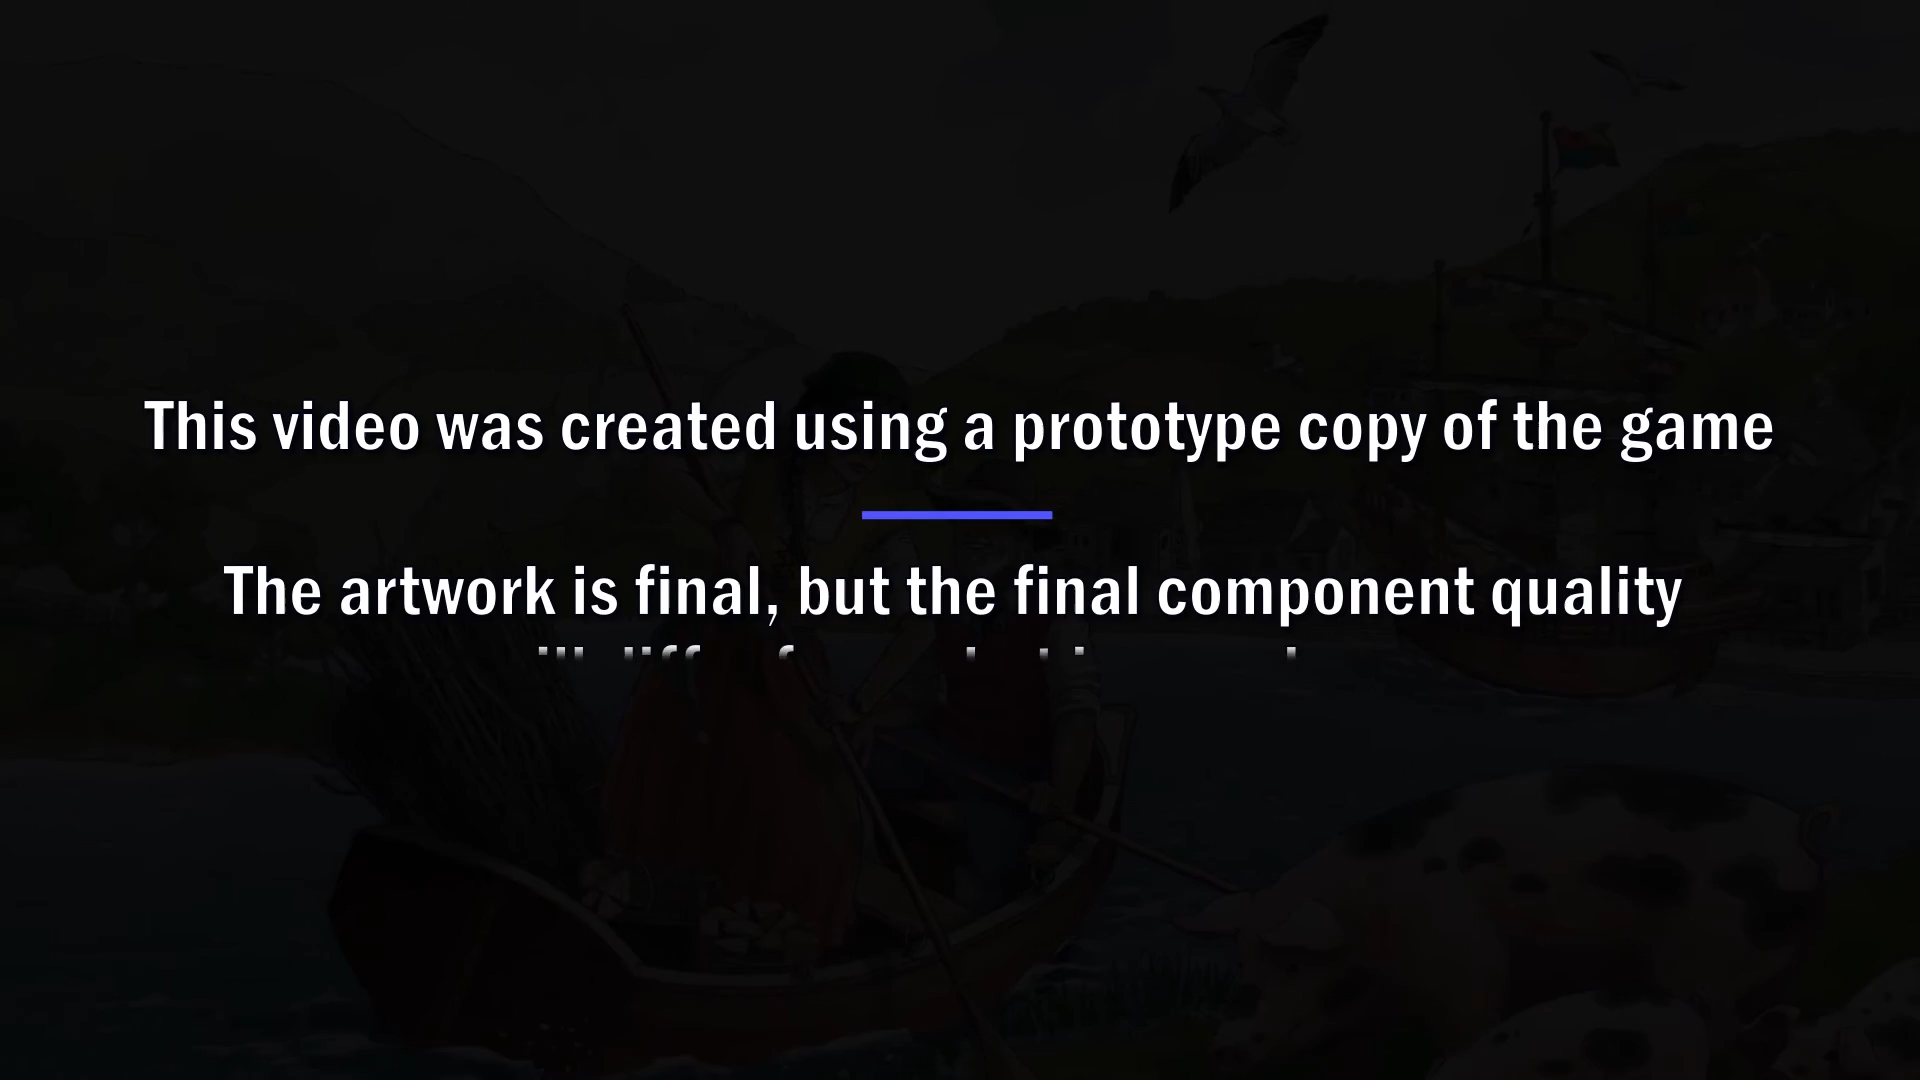 This video was created using a prototype copy of the game
The artwork is final, but the final component quality